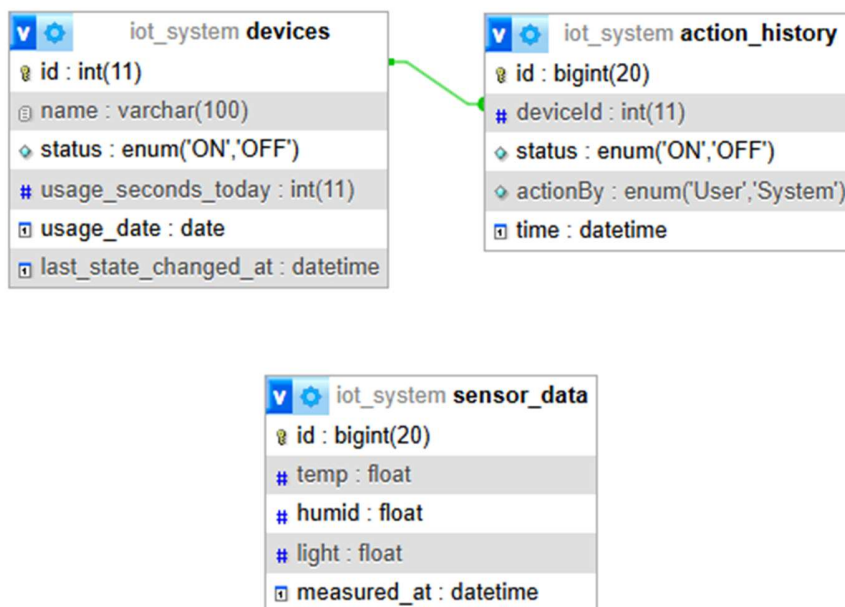 iot_system devices
id : int(11)
name : varchar(100)
status : enum('ON','OFF')
usage_seconds_today : int(11)
usage_date : date
last_state_changed_at : datetime
iot_system action_history
id : bigint(20)
deviceId : int(11)
status : enum('ON','OFF')
actionBy : enum('User','System')
time : datetime
iot_system sensor_data
id : bigint(20)
temp : float
humid : float
light : float
measured_at : datetime